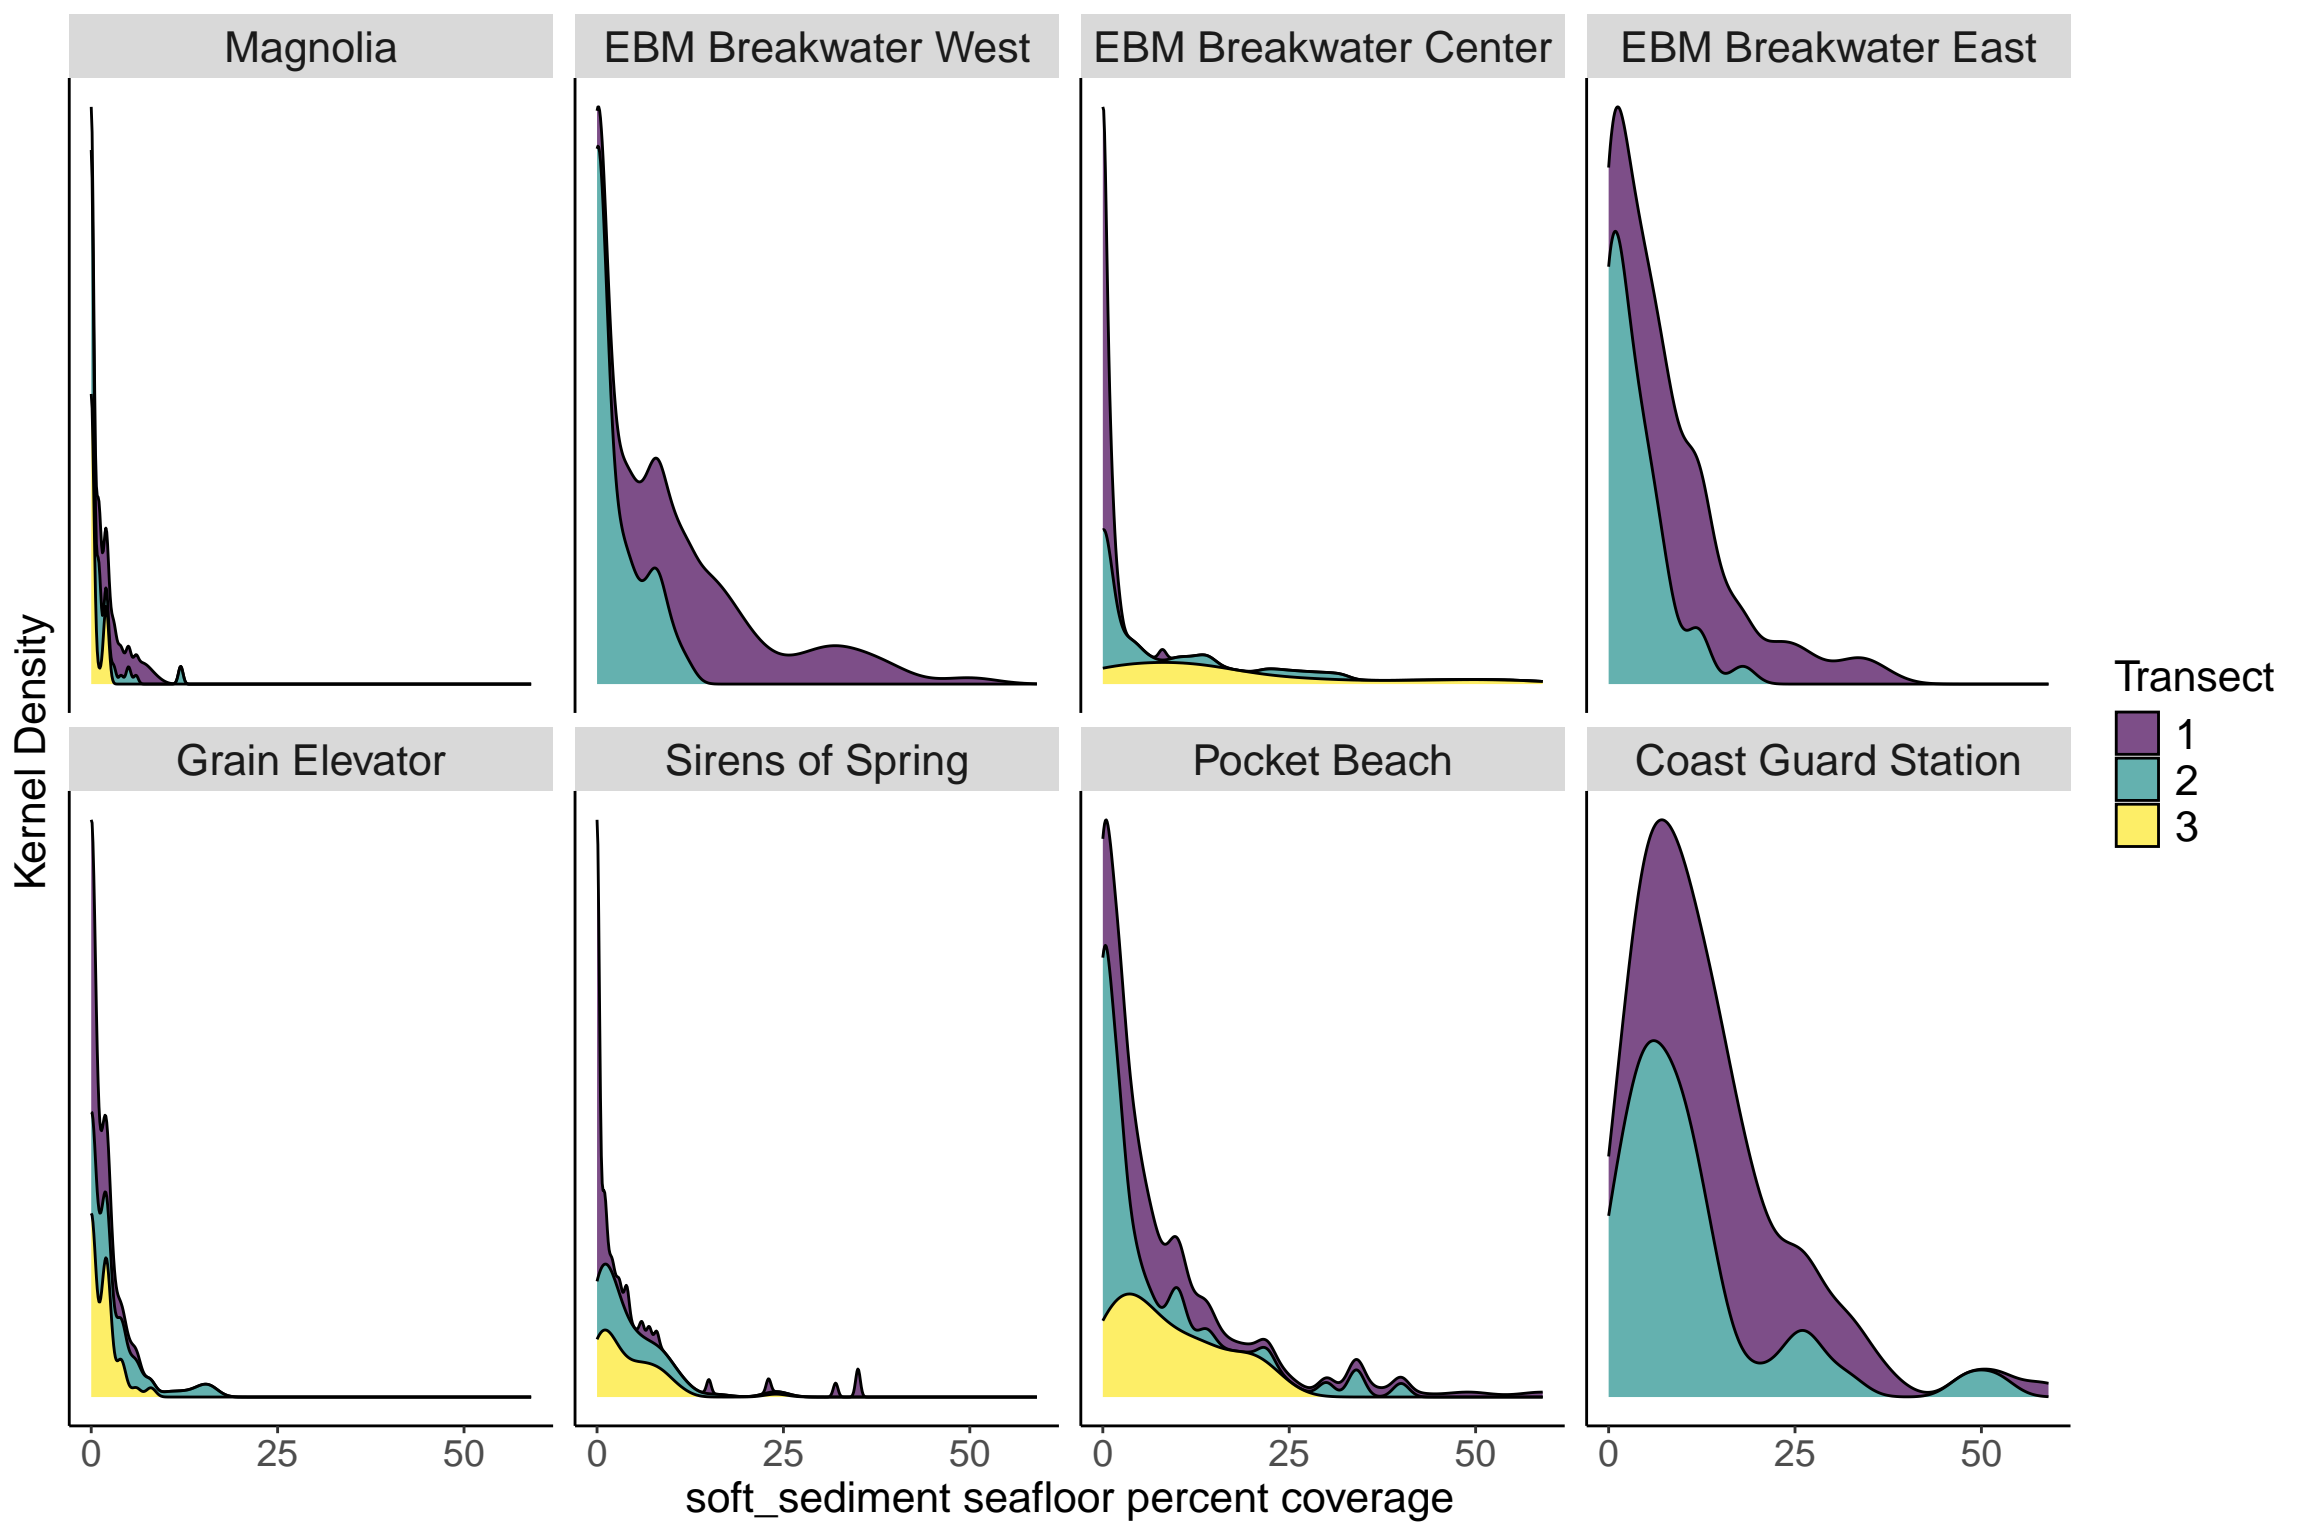 Magnolia
EBM Breakwater West
EBM Breakwater Center
EBM Breakwater East
Kernel Density
Grain Elevator
Sirens of Spring
Pocket Beach
Coast Guard Station
0 25 50
0 25 50
0 25 50
0 25 50
soft_sediment seafloor percent coverage
Transect
1
2
3